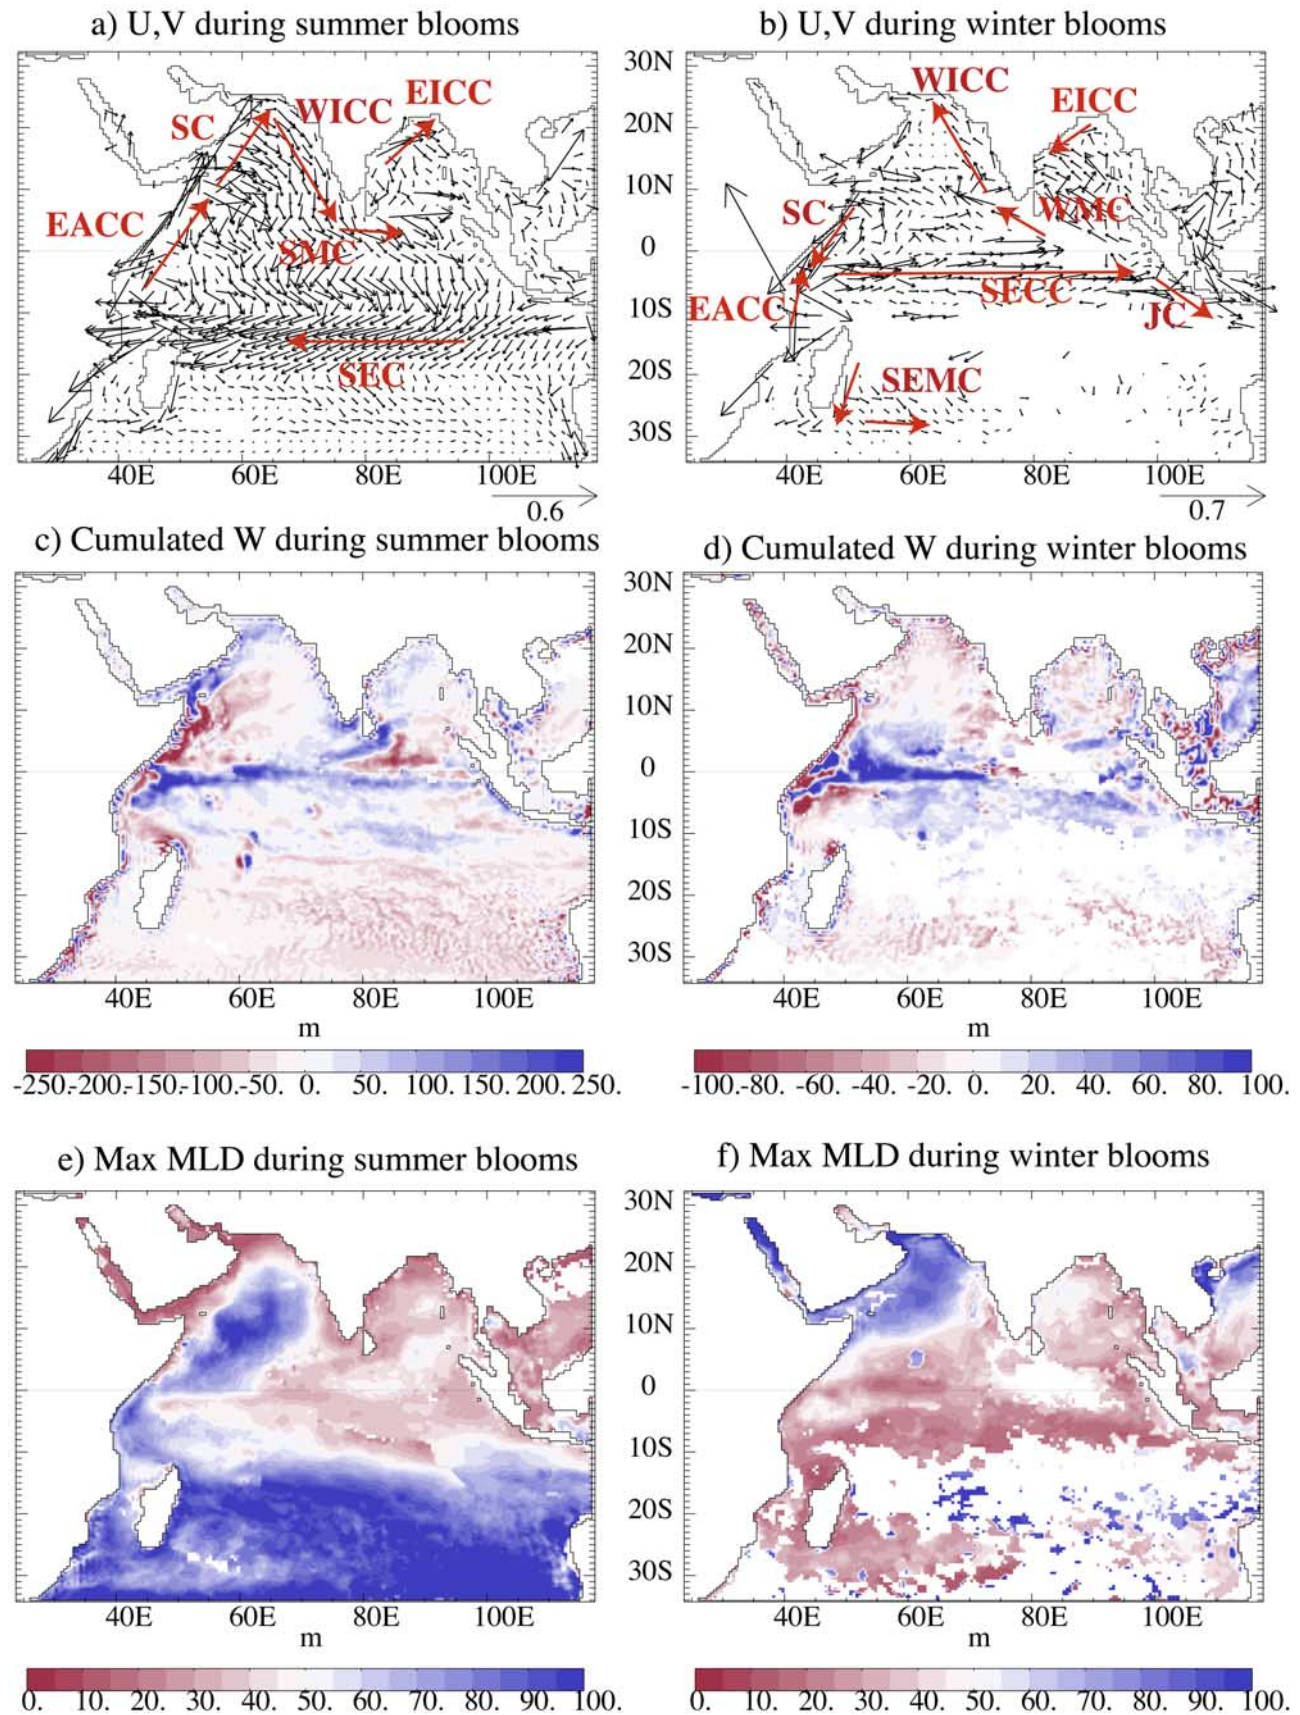 a) U,V during summer blooms
b) U,V during winter blooms
30N
20N
10N
0
10S
20S
30S
SC
WICC
EICC
EACC
SMC
SEC
WICC
EICC
SC
WMC
EACC
SECC
JC
SEMC
40E 60E 80E 100E
40E 60E 80E 100E
0.6
0.7
c) Cumulated W during summer blooms
d) Cumulated W during winter blooms
30N
20N
10N
0
10S
20S
30S
40E 60E 80E 100E
40E 60E 80E 100E
m
m
-250.-200.-150.-100.-50. 0. 50. 100.150.200.250.
-100.-80. -60. -40. -20. 0. 20. 40. 60. 80. 100.
e) Max MLD during summer blooms
f) Max MLD during winter blooms
30N
20N
10N
0
10S
20S
30S
40E 60E 80E 100E
40E 60E 80E 100E
m
m
0. 10. 20. 30. 40. 50. 60. 70. 80. 90. 100.
0. 10. 20. 30. 40. 50. 60. 70. 80. 90. 100.